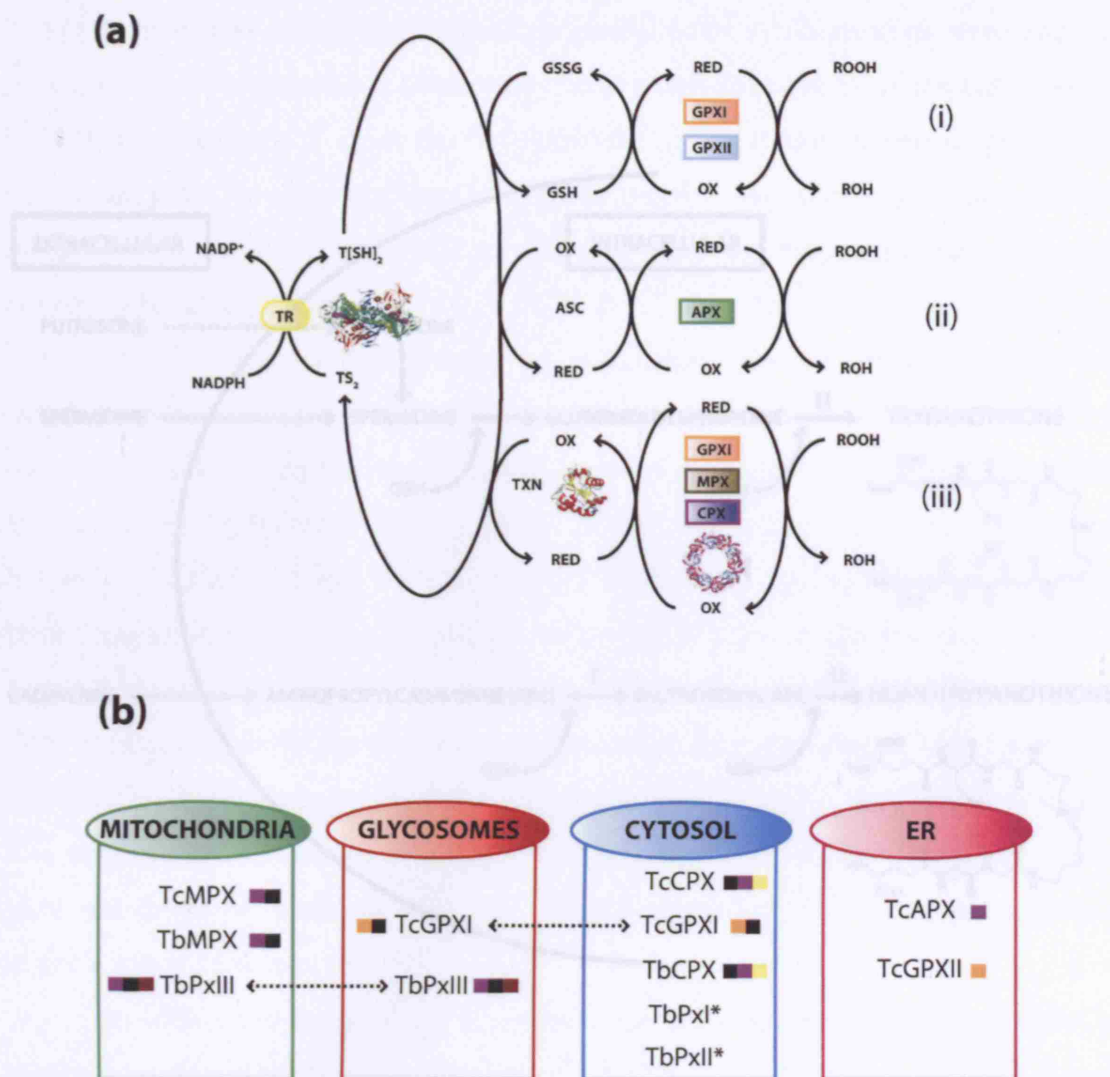 (a)
GSSG RED ROOH
GPXI
GPXII
(i)
GSH OX ROH
NADP⁺ T[SH]₂
TR
NADPH TS₂
OX RED ROOH
ASC APX (ii)
RED OX ROH
RED
OX GPXI ROOH
TXN MPX (iii)
CPX
RED ROH
OX
EXTRACELLULAR INTRACELLULAR
(b)
MITOCHONDRIA GLYCOSOMES CYTOSOL ER
TcMPX
TbMPX
TbPxIII
TcGPXI
TbPxIII
TcCPX
TcGPXI
TbCPX
TbPxI*
TbPxII*
TcAPX
TcGPXII